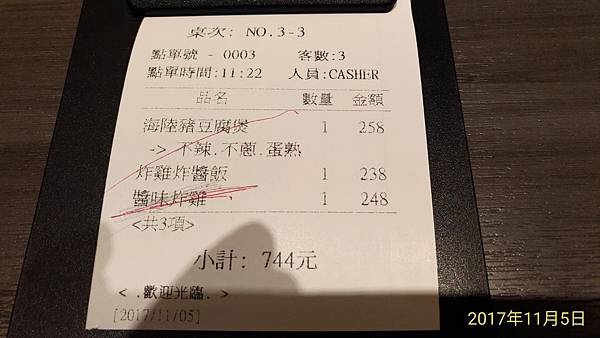 桌次: NO.3-3
點單號 - 0003 客數:3
點單時間:11:22 人員:CASHER
品名 數量 金額
海陸豬豆腐煲 1 258
-> 不辣.不蔥.蛋熟
炸雞炸醬飯 1 238
醬味炸雞 1 248
<共3項>
小計: 744元
< .歡迎光臨. >
[2017/11/05]
2017年11月5日